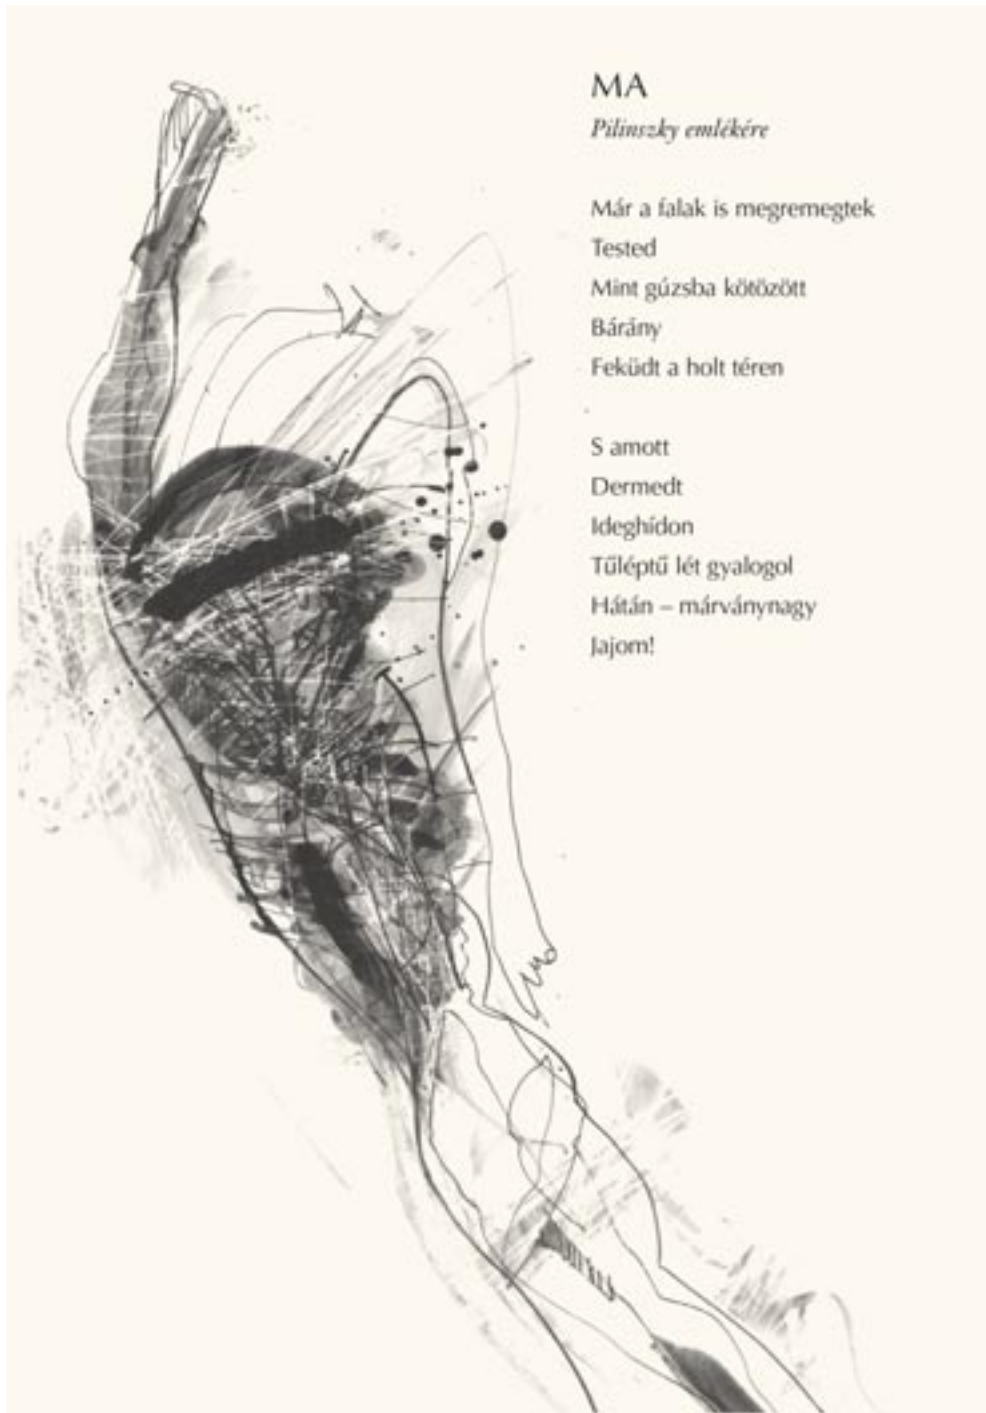 MA
Pilinszky emlékére
Már a falak is megremegtek
Tested
Mint gúzsba kötözött
Bárány
Feküdt a holt téren
S amott
Dermedt
Ideghídon
Tűléptű lét gyalogol
Hátán – márványnagy
Jajom!